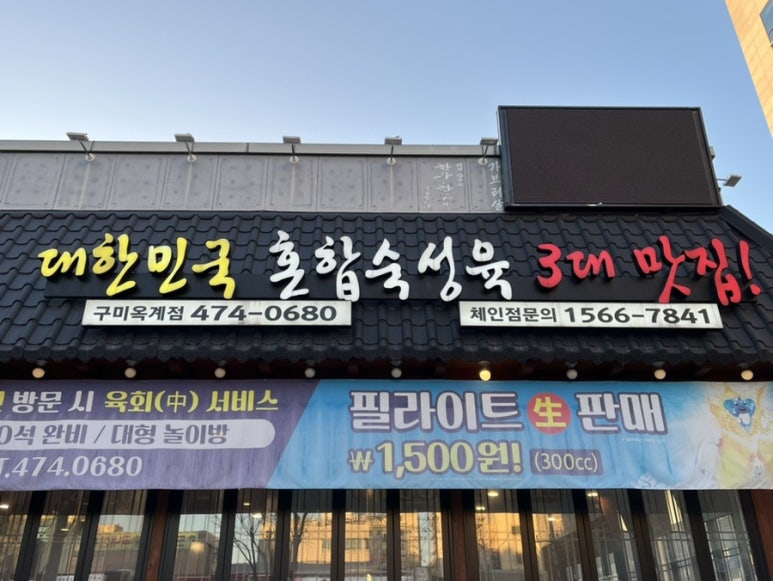 대한민국 혼합숙성육 3대 맛집!
구미옥계점 474-0680
체인점문의 1566-7841
방문 시 육회(中) 서비스
0석 완비 / 대형 놀이방
T.474.0680
필라이트 生 판매
₩1,500원! (300cc)